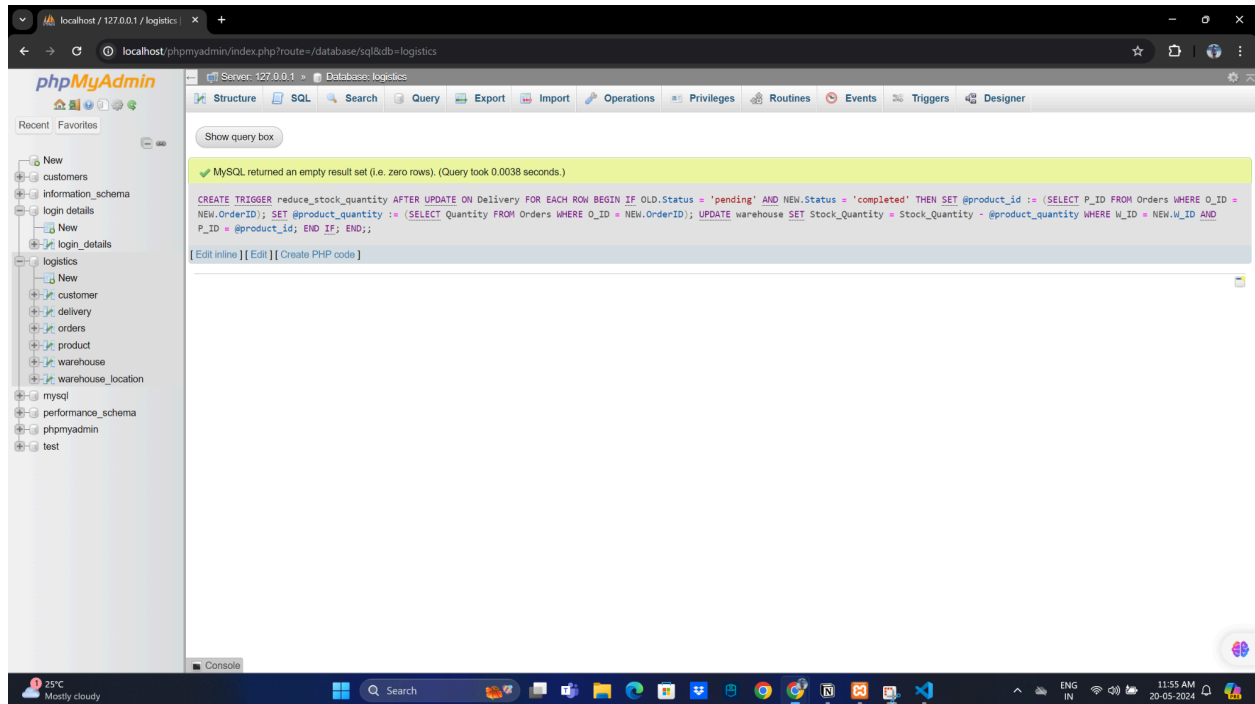 localhost / 127.0.0.1 / logistics |
localhost/phpmyadmin/index.php?route=/database/sql&db=logistics
phpMyAdmin
Recent Favorites
New
customers
information_schema
login details
New
login_details
logistics
New
customer
delivery
orders
product
warehouse
warehouse_location
mysql
performance_schema
phpmyadmin
test
Server: 127.0.0.1 » Database: logistics
Structure SQL Search Query Export Import Operations Privileges Routines Events Triggers Designer
Show query box
MySQL returned an empty result set (i.e. zero rows). (Query took 0.0038 seconds.)
CREATE TRIGGER reduce_stock_quantity AFTER UPDATE ON Delivery FOR EACH ROW BEGIN IF OLD.Status = 'pending' AND NEW.Status = 'completed' THEN SET @product_id := (SELECT P_ID FROM Orders WHERE O_ID =
NEW.OrderID); SET @product_quantity := (SELECT Quantity FROM Orders WHERE O_ID = NEW.OrderID); UPDATE warehouse SET Stock_Quantity = Stock_Quantity - @product_quantity WHERE W_ID = NEW.W_ID AND
P_ID = @product_id; END IF; END;;
[ Edit inline ] [ Edit ] [ Create PHP code ]
Console
1
25°C
Mostly cloudy
Search
ENG
IN
11:55 AM
20-05-2024